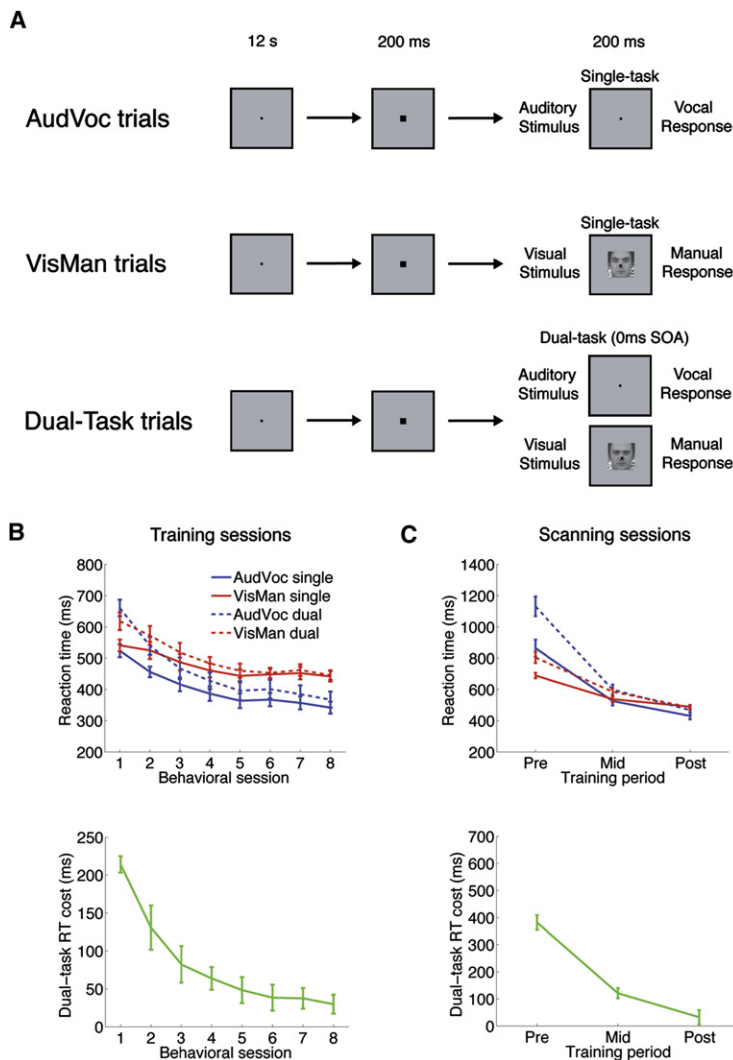 A
12 s 200 ms 200 ms
Single-task
AudVoc trials
Auditory Stimulus
Vocal Response
Single-task
VisMan trials
Visual Stimulus
Manual Response
Dual-task (0ms SOA)
Auditory Stimulus
Vocal Response
Dual-Task trials
Visual Stimulus
Manual Response
B
Training sessions
800
700
600
500
400
300
200
Reaction time (ms)
AudVoc single
VisMan single
AudVoc dual
VisMan dual
1 2 3 4 5 6 7 8
Behavioral session
250
200
150
100
50
0
Dual-task RT cost (ms)
1 2 3 4 5 6 7 8
Behavioral session
C
Scanning sessions
1400
1200
1000
800
600
400
200
Reaction time (ms)
Pre Mid Post
Training period
700
600
500
400
300
200
100
0
Dual-task RT cost (ms)
Pre Mid Post
Training period